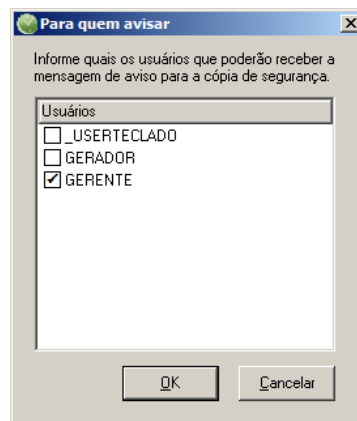 Para quem avisar
Informe quais os usuários que poderão receber a
mensagem de aviso para a cópia de segurança.
Usuários
_USERTECLADO
GERADOR
GERENTE
OK Cancelar